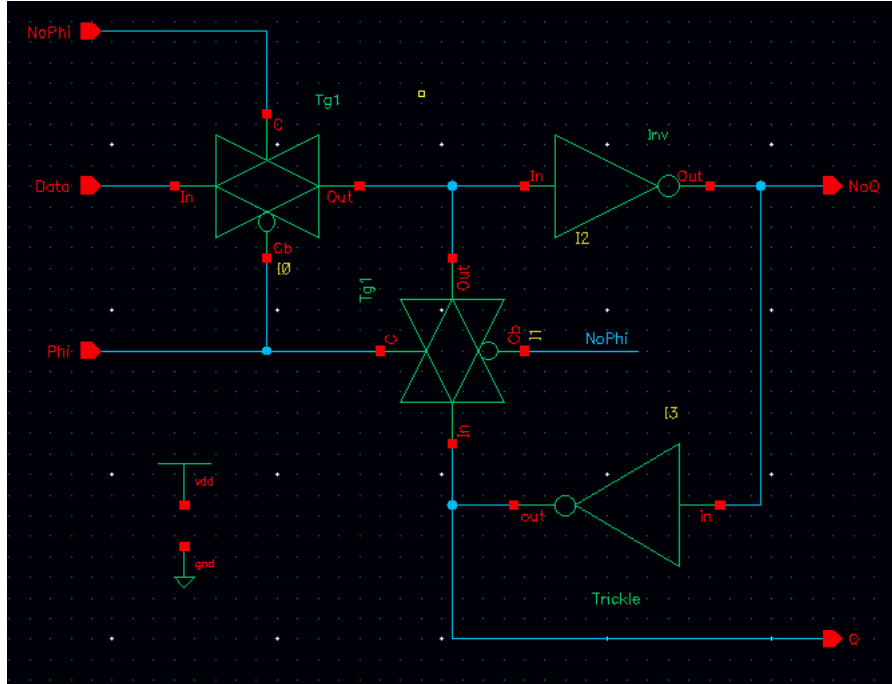 NoPhi
Tg1
C
Inv
Data
In
Out
In
Out
NoQ
Cb
I0
I2
Tg1
Out
Phi
C
Cb
I1
NoPhi
In
I3
vdd
out
in
gnd
Trickle
Q